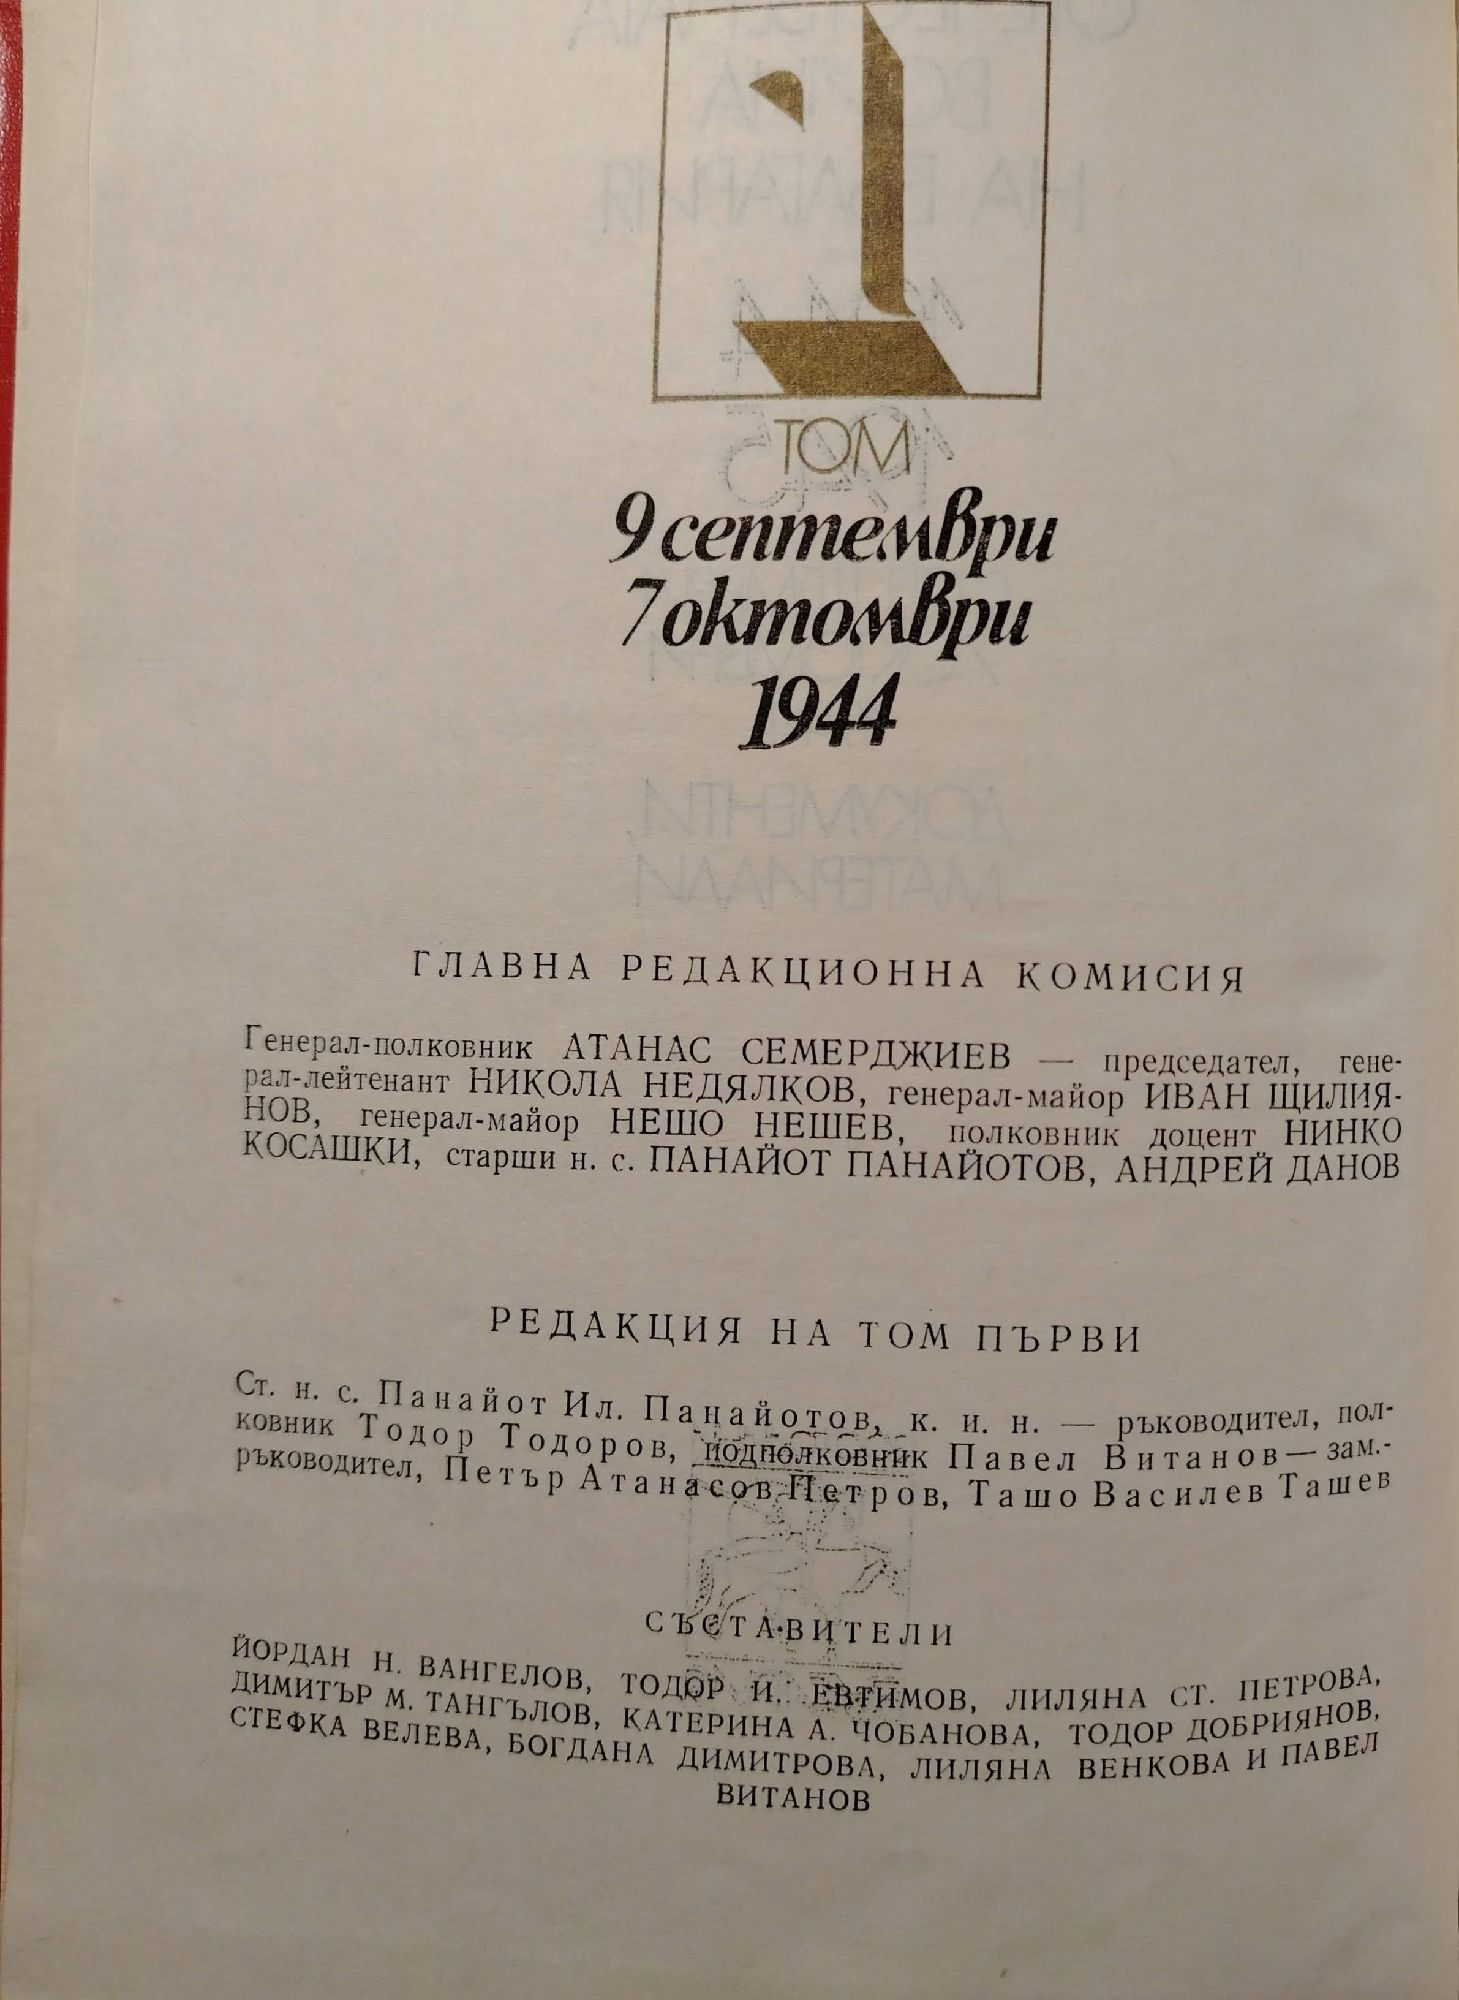 1
ТОМ
9 септември
7 октомври
1944
ГЛАВНА РЕДАКЦИОННА КОМИСИЯ
Генерал-полковник АТАНАС СЕМЕРДЖИЕВ — председател, гене-
рал-лейтенант НИКОЛА НЕДЯЛКОВ, генерал-майор ИВАН ЩИЛИЯ-
НОВ, генерал-майор НЕШО НЕШЕВ, полковник доцент НИНКО
КОСАШКИ, старши н. с. ПАНАЙОТ ПАНАЙОТОВ, АНДРЕЙ ДАНОВ
РЕДАКЦИЯ НА ТОМ ПЪРВИ
Ст. н. с. Панайот Ил. Панайотов, к. и. н. — ръководител, пол-
ковник Тодор Тодоров, подполковник Павел Витанов — зам.-
ръководител, Петър Атанасов Петров, Ташо Василев Ташев
СЪСТАВИТЕЛИ
ЙОРДАН Н. ВАНГЕЛОВ, ТОДОР И. ЕВТИМОВ, ЛИЛЯНА СТ. ПЕТРОВА,
ДИМИТЪР М. ТАНГЪЛОВ, КАТЕРИНА А. ЧОБАНОВА, ТОДОР ДОБРИЯНОВ,
СТЕФКА ВЕЛЕВА, БОГДАНА ДИМИТРОВА, ЛИЛЯНА ВЕНКОВА И ПАВЕЛ
ВИТАНОВ